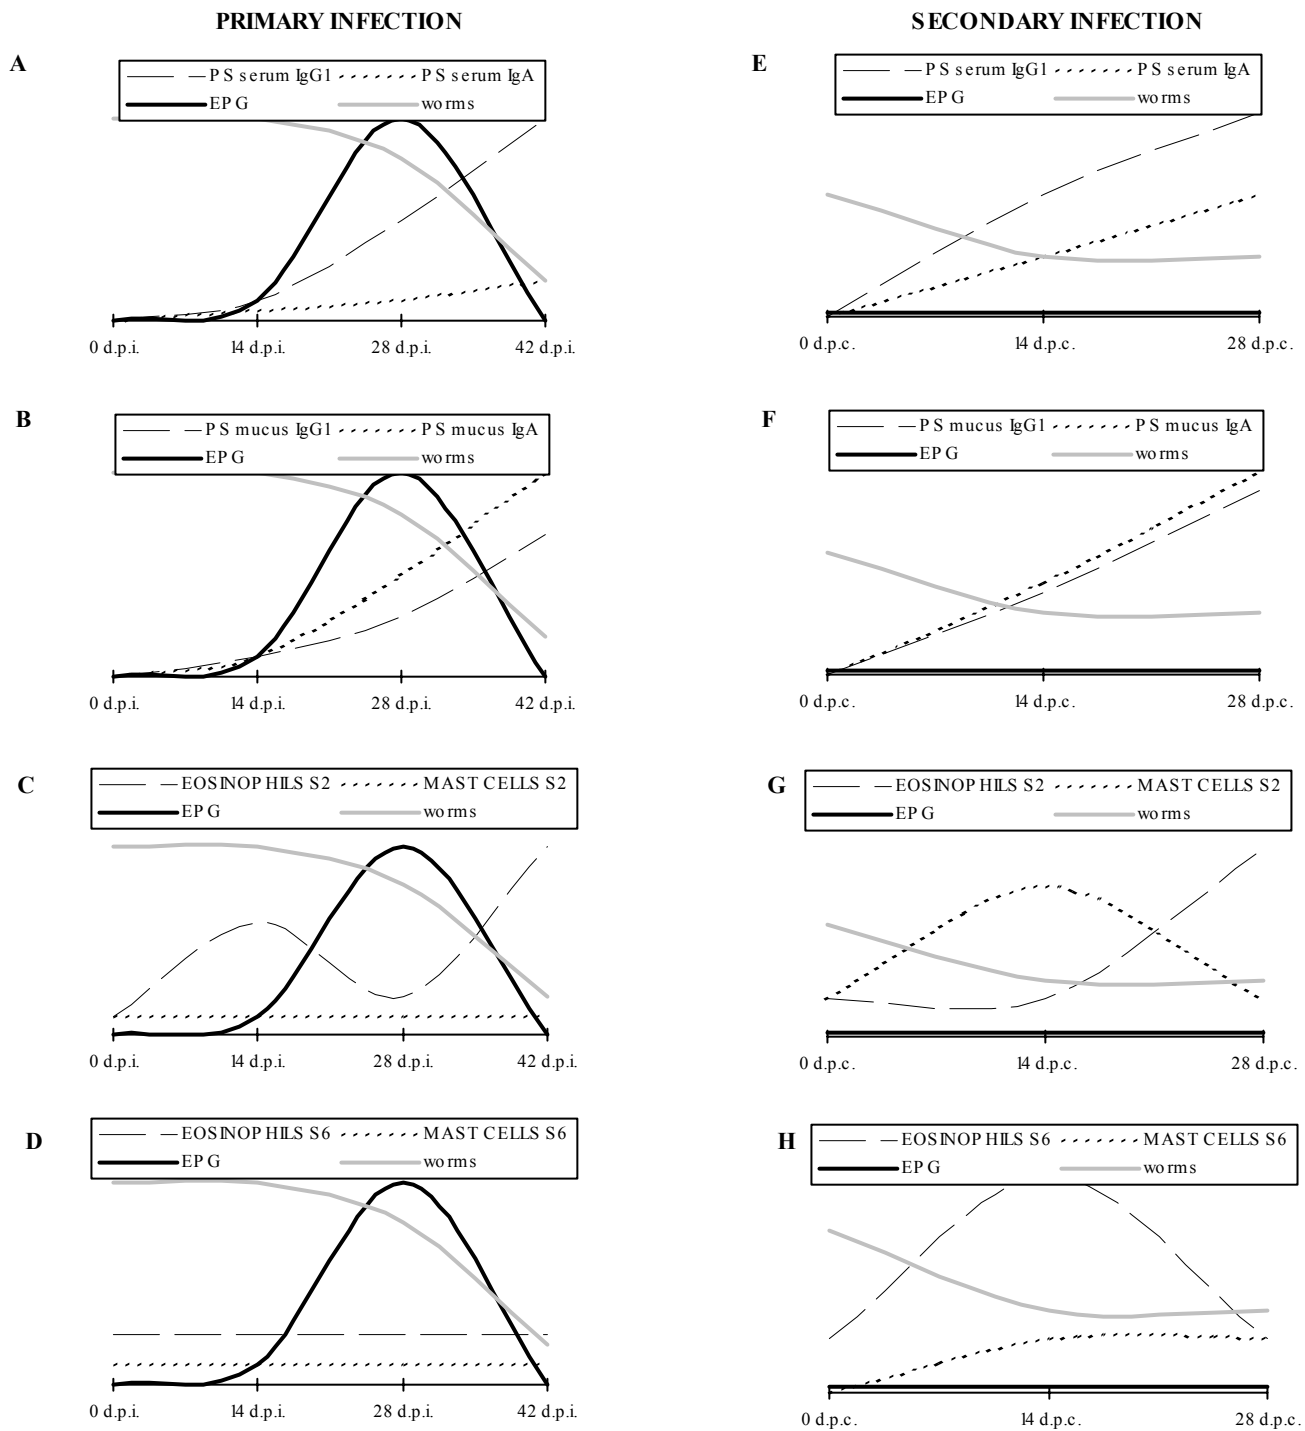 PRIMARY INFECTION
A
PS serum IgG1 PS serum IgA
EPG worms
0 d.p.i. 14 d.p.i. 28 d.p.i. 42 d.p.i.
B
PS mucus IgG1 PS mucus IgA
EPG worms
0 d.p.i. 14 d.p.i. 28 d.p.i. 42 d.p.i.
C
EOSINOPHILS S2 MAST CELLS S2
EPG worms
0 d.p.i. 14 d.p.i. 28 d.p.i. 42 d.p.i.
D
EOSINOPHILS S6 MAST CELLS S6
EPG worms
0 d.p.i. 14 d.p.i. 28 d.p.i. 42 d.p.i.
SECONDARY INFECTION
E
PS serum IgG1 PS serum IgA
EPG worms
0 d.p.c. 14 d.p.c. 28 d.p.c.
F
PS mucus IgG1 PS mucus IgA
EPG worms
0 d.p.c. 14 d.p.c. 28 d.p.c.
G
EOSINOPHILS S2 MAST CELLS S2
EPG worms
0 d.p.c. 14 d.p.c. 28 d.p.c.
H
EOSINOPHILS S6 MAST CELLS S6
EPG worms
0 d.p.c. 14 d.p.c. 28 d.p.c.